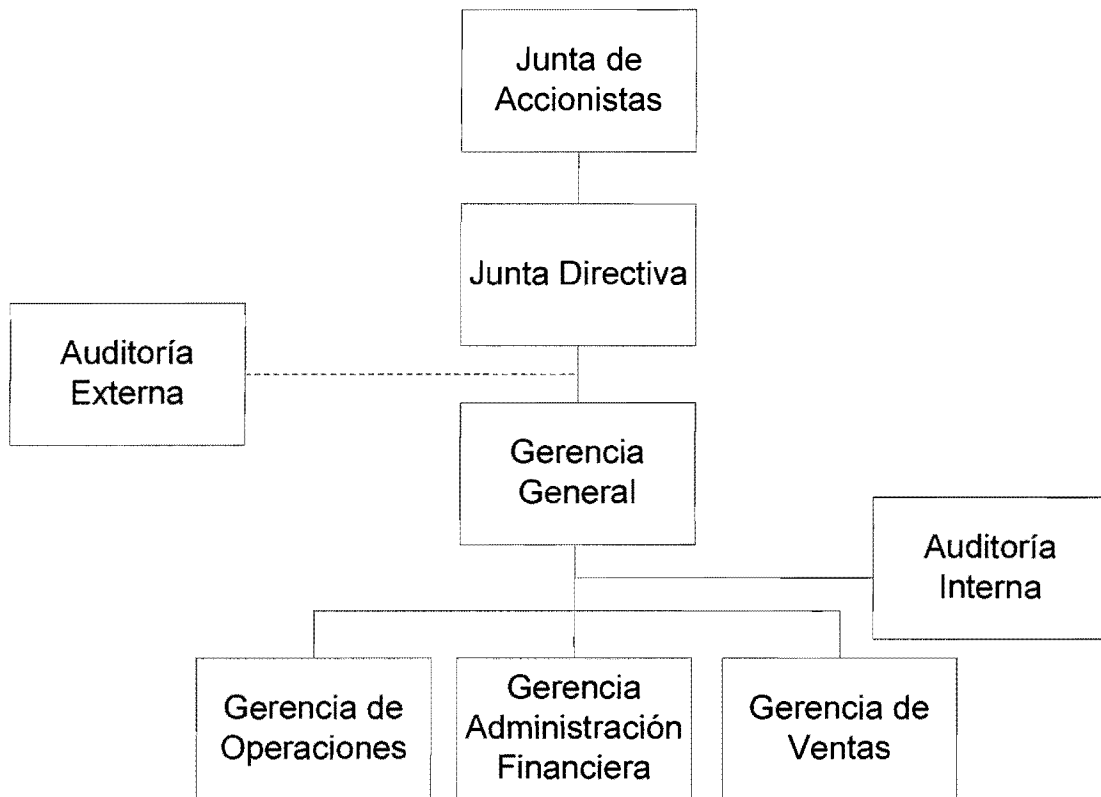 Junta de
Accionistas
Junta Directiva
Auditoría
Externa
Gerencia
General
Auditoría
Interna
Gerencia de
Operaciones
Gerencia
Administración
Financiera
Gerencia de
Ventas